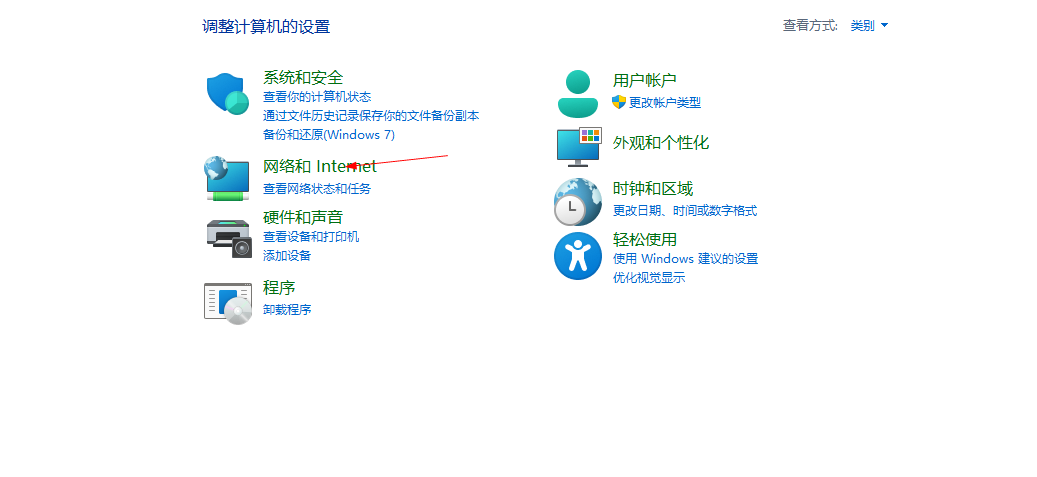 调整计算机的设置
查看方式: 类别
系统和安全
查看你的计算机状态
通过文件历史记录保存你的文件备份副本
备份和还原(Windows 7)
网络和 Internet
查看网络状态和任务
硬件和声音
查看设备和打印机
添加设备
程序
卸载程序
用户帐户
更改帐户类型
外观和个性化
时钟和区域
更改日期、时间或数字格式
轻松使用
使用 Windows 建议的设置
优化视觉显示